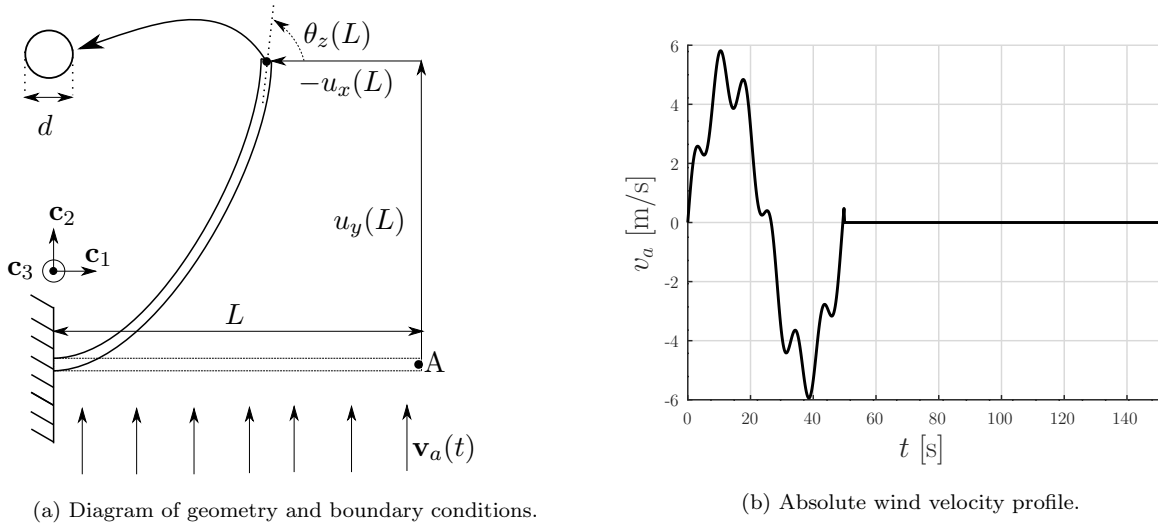 θ_z(L)
−u_x(L)
d
u_y(L)
c_2
c_1
c_3
L
A
v_a(t)
(a) Diagram of geometry and boundary conditions.
6
4
2
0
-2
-4
-6
v_a [m/s]
0 20 40 60 80 100 120 140
t [s]
(b) Absolute wind velocity profile.